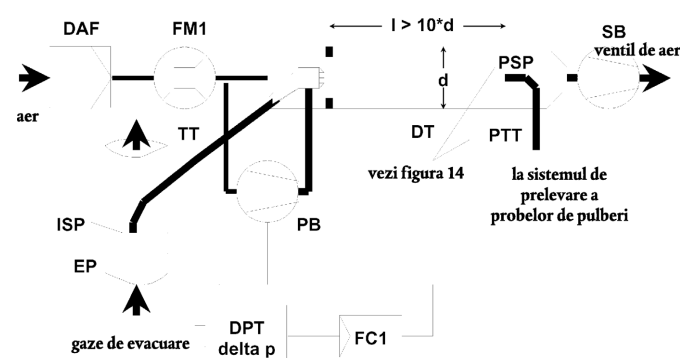 l > 10*d
DAF
FM1
SB
PSP
ventil de aer
d
aer
TT
DT
PTT
vezi figura 14
la sistemul de
prelevare a
probelor de pulberi
ISP
PB
EP
gaze de evacuare
DPT
delta p
FC1